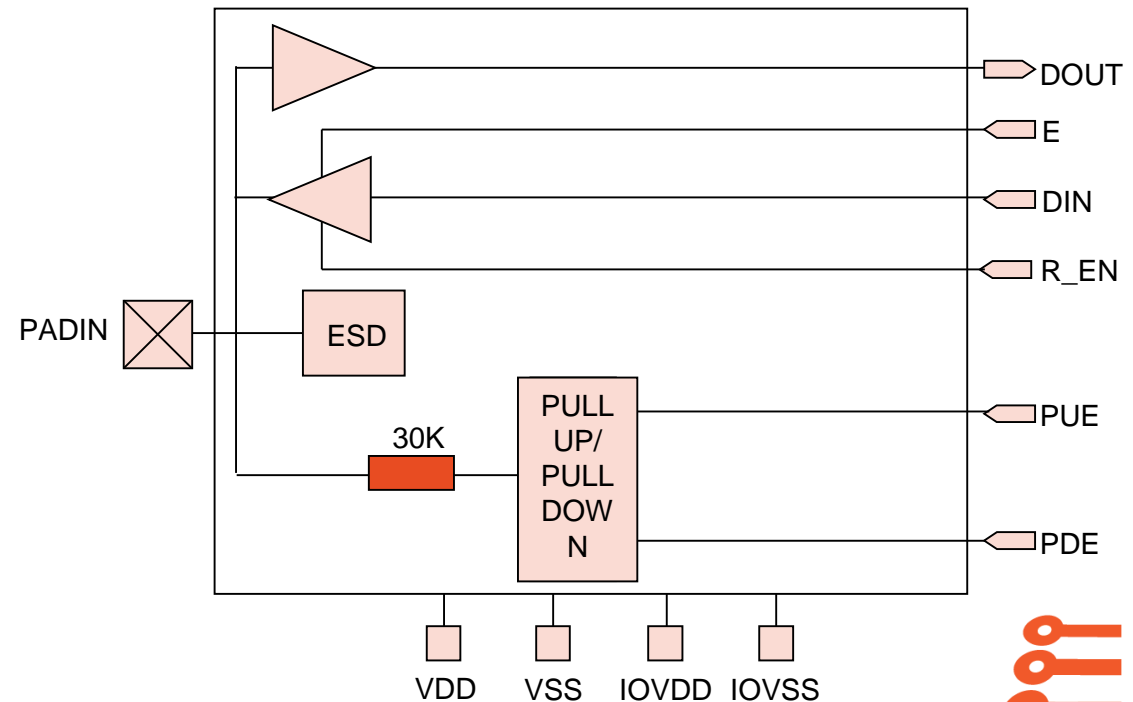 DOUT
E
DIN
R_EN
PADIN
ESD
PULL
UP/
PULL
DOW
N
30K
PUE
PDE
VDD
VSS
IOVDD
IOVSS